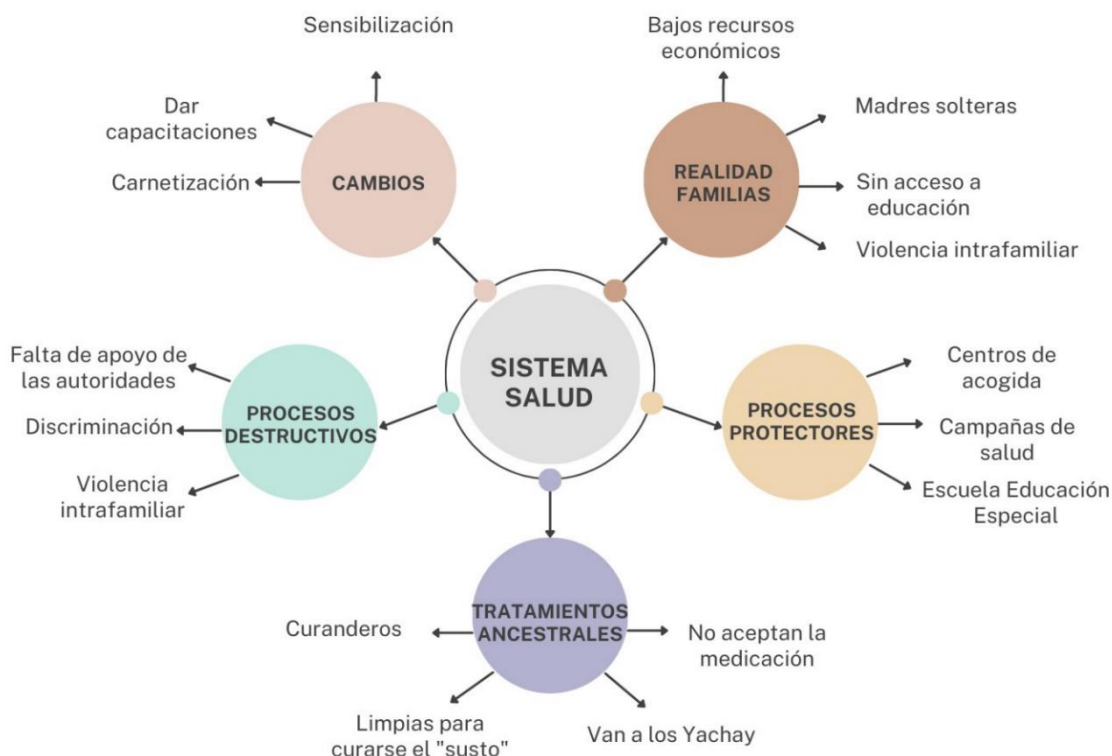 Sensibilización
Dar
capacitaciones
Carnetización
CAMBIOS
Bajos recursos
económicos
Madres solteras
REALIDAD
FAMILIAS
Sin acceso a
educación
Violencia intrafamiliar
SISTEMA
SALUD
Falta de apoyo de
las autoridades
Discriminación
PROCESOS
DESTRUCTIVOS
Violencia
intrafamiliar
Centros de
acogida
PROCESOS
PROTECTORES
Campañas de
salud
Escuela Educación
Especial
TRATAMIENTOS
ANCESTRALES
Curanderos
No aceptan la
medicación
Limpias para
curarse el "susto"
Van a los Yachay